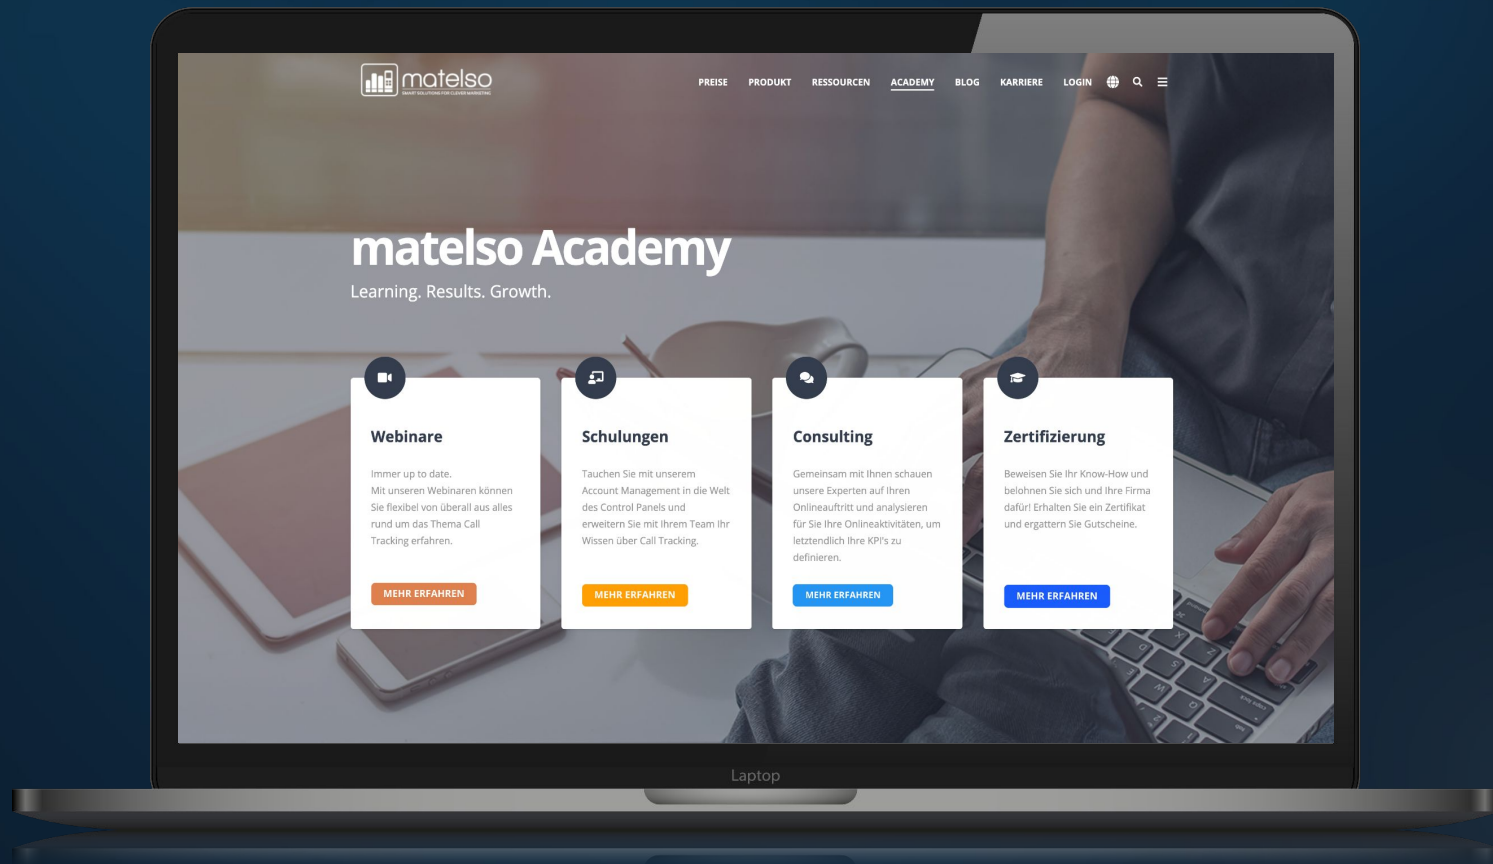 matelso
SMART SOLUTIONS FOR CLEVER MARKETING
PREISE PRODUKT RESSOURCEN ACADEMY BLOG KARRIERE LOGIN
matelso Academy
Learning. Results. Growth.
Webinare
Immer up to date.
Mit unseren Webinaren können
Sie flexibel von überall aus alles
rund um das Thema Call
Tracking erfahren.
MEHR ERFAHREN
Schulungen
Tauchen Sie mit unserem
Account Management in die Welt
des Control Panels und
erweitern Sie mit Ihrem Team Ihr
Wissen über Call Tracking.
MEHR ERFAHREN
Consulting
Gemeinsam mit Ihnen schauen
unsere Experten auf Ihren
Onlineauftritt und analysieren
für Sie Ihre Onlineaktivitäten, um
letztendlich Ihre KPI's zu
definieren.
MEHR ERFAHREN
Zertifizierung
Beweisen Sie Ihr Know-How und
belohnen Sie sich und Ihre Firma
dafür! Erhalten Sie ein Zertifikat
und ergattern Sie Gutscheine.
MEHR ERFAHREN
Laptop